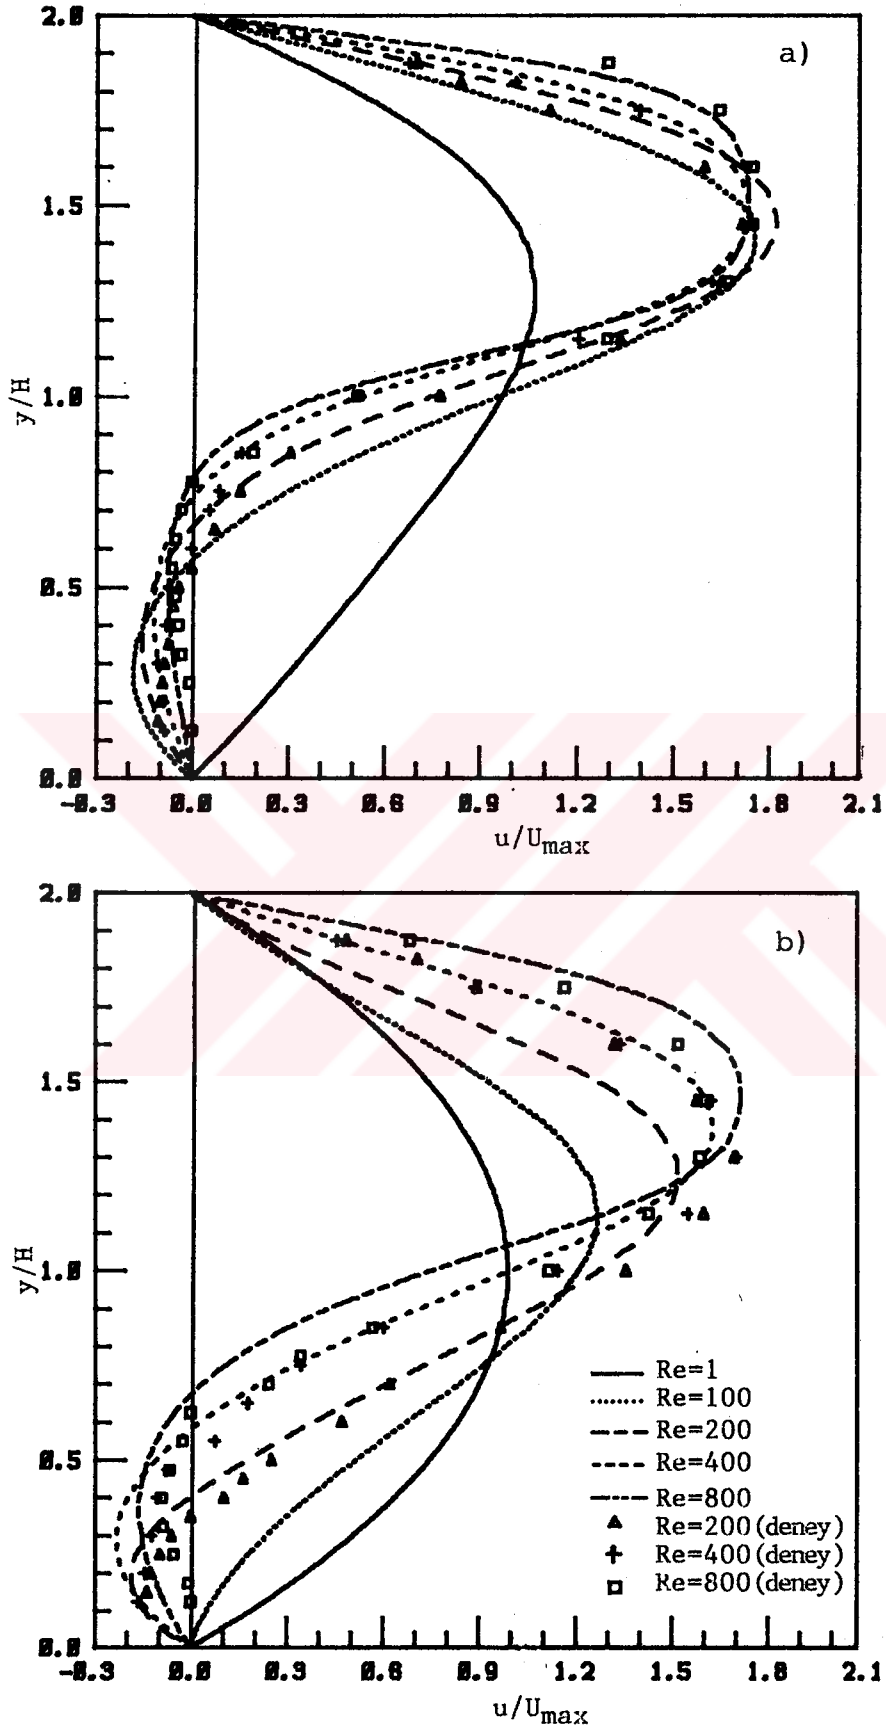 2.0
a)
1.5
y/H
1.0
0.5
0.0
-0.3 0.0 0.3 0.6 0.9 1.2 1.5 1.8 2.1
u/Umax
2.0
b)
1.5
y/H
1.0
Re=1
Re=100
Re=200
0.5
Re=400
Re=800
Re=200(deney)
Re=400(deney)
Re=800(deney)
0.0
-0.3 0.0 0.3 0.6 0.9 1.2 1.5 1.8 2.1
u/Umax